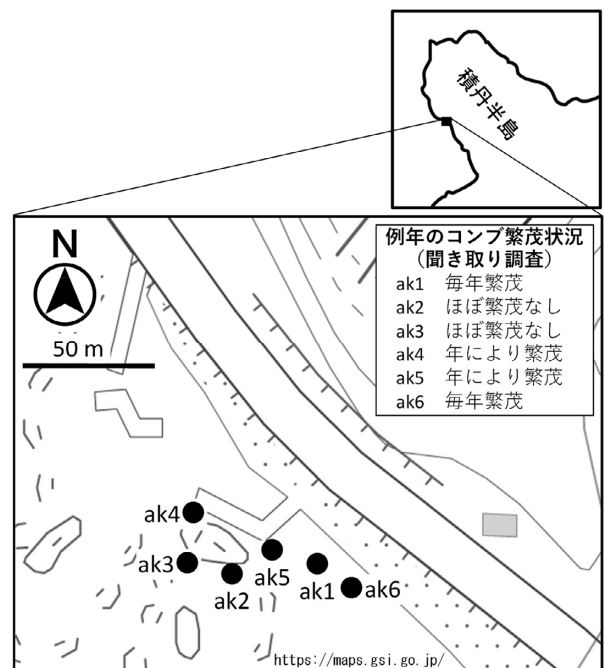 積丹半島
N
50 m
例年のコンブ繁茂状況
（聞き取り調査）
ak1 毎年繁茂
ak2 ほぼ繁茂なし
ak3 ほぼ繁茂なし
ak4 年により繁茂
ak5 年により繁茂
ak6 毎年繁茂
ak4
ak3
ak2
ak5
ak1
ak6
https://maps.gsi.go.jp/